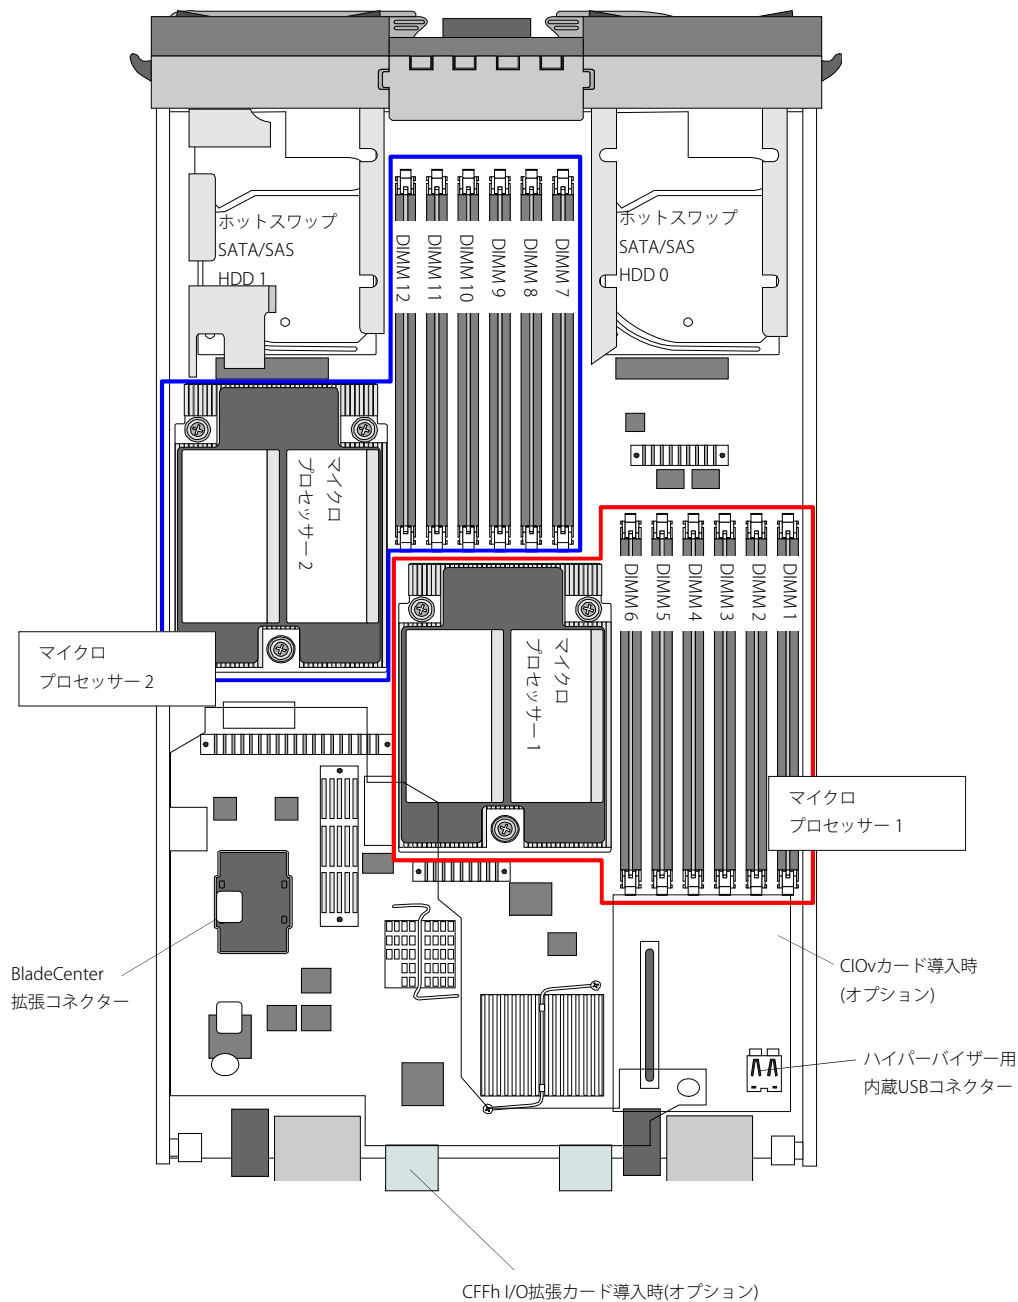 ホットスワップ
SATA/SAS
HDD 1
ホットスワップ
SATA/SAS
HDD 0
DIMM 12
DIMM 11
DIMM 10
DIMM 9
DIMM 8
DIMM 7
マイクロ
プロセッサー 2
DIMM 6
DIMM 5
DIMM 4
DIMM 3
DIMM 2
DIMM 1
マイクロ
プロセッサー 2
マイクロ
プロセッサー 1
マイクロ
プロセッサー 1
BladeCenter
拡張コネクター
CIOvカード導入時
(オプション)
ハイパーバイザー用
内蔵USBコネクター
CFFh I/O拡張カード導入時(オプション)